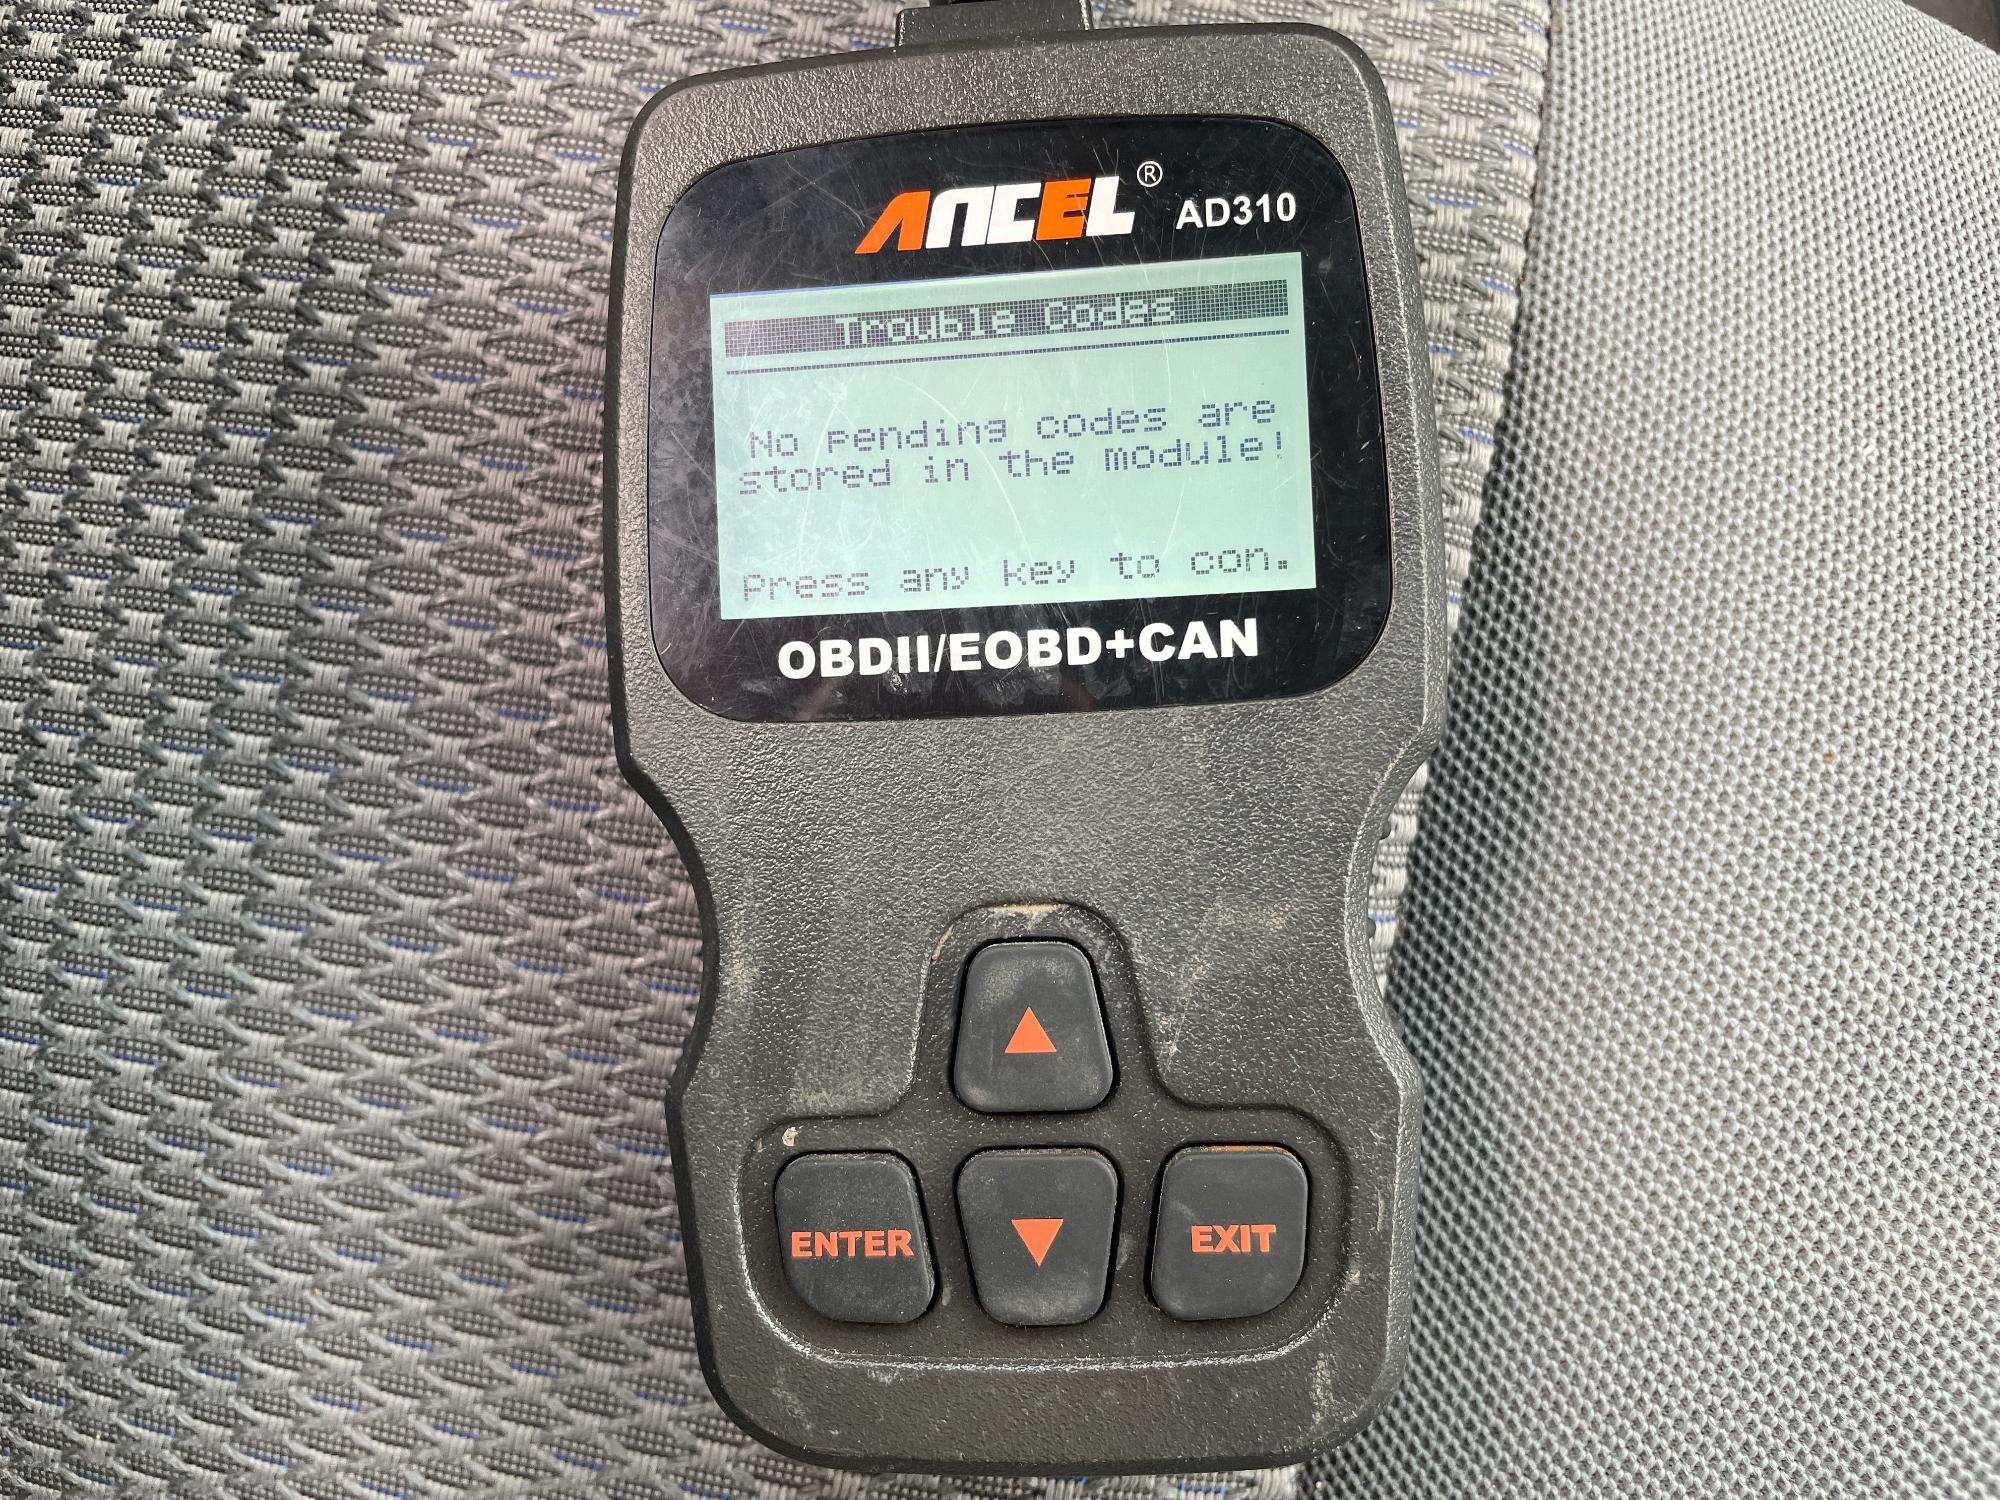 ANCEL® AD310
Trouble Codes
No pending codes are
stored in the module!
Press any key to con.
OBDII/EOBD+CAN
ENTER
EXIT